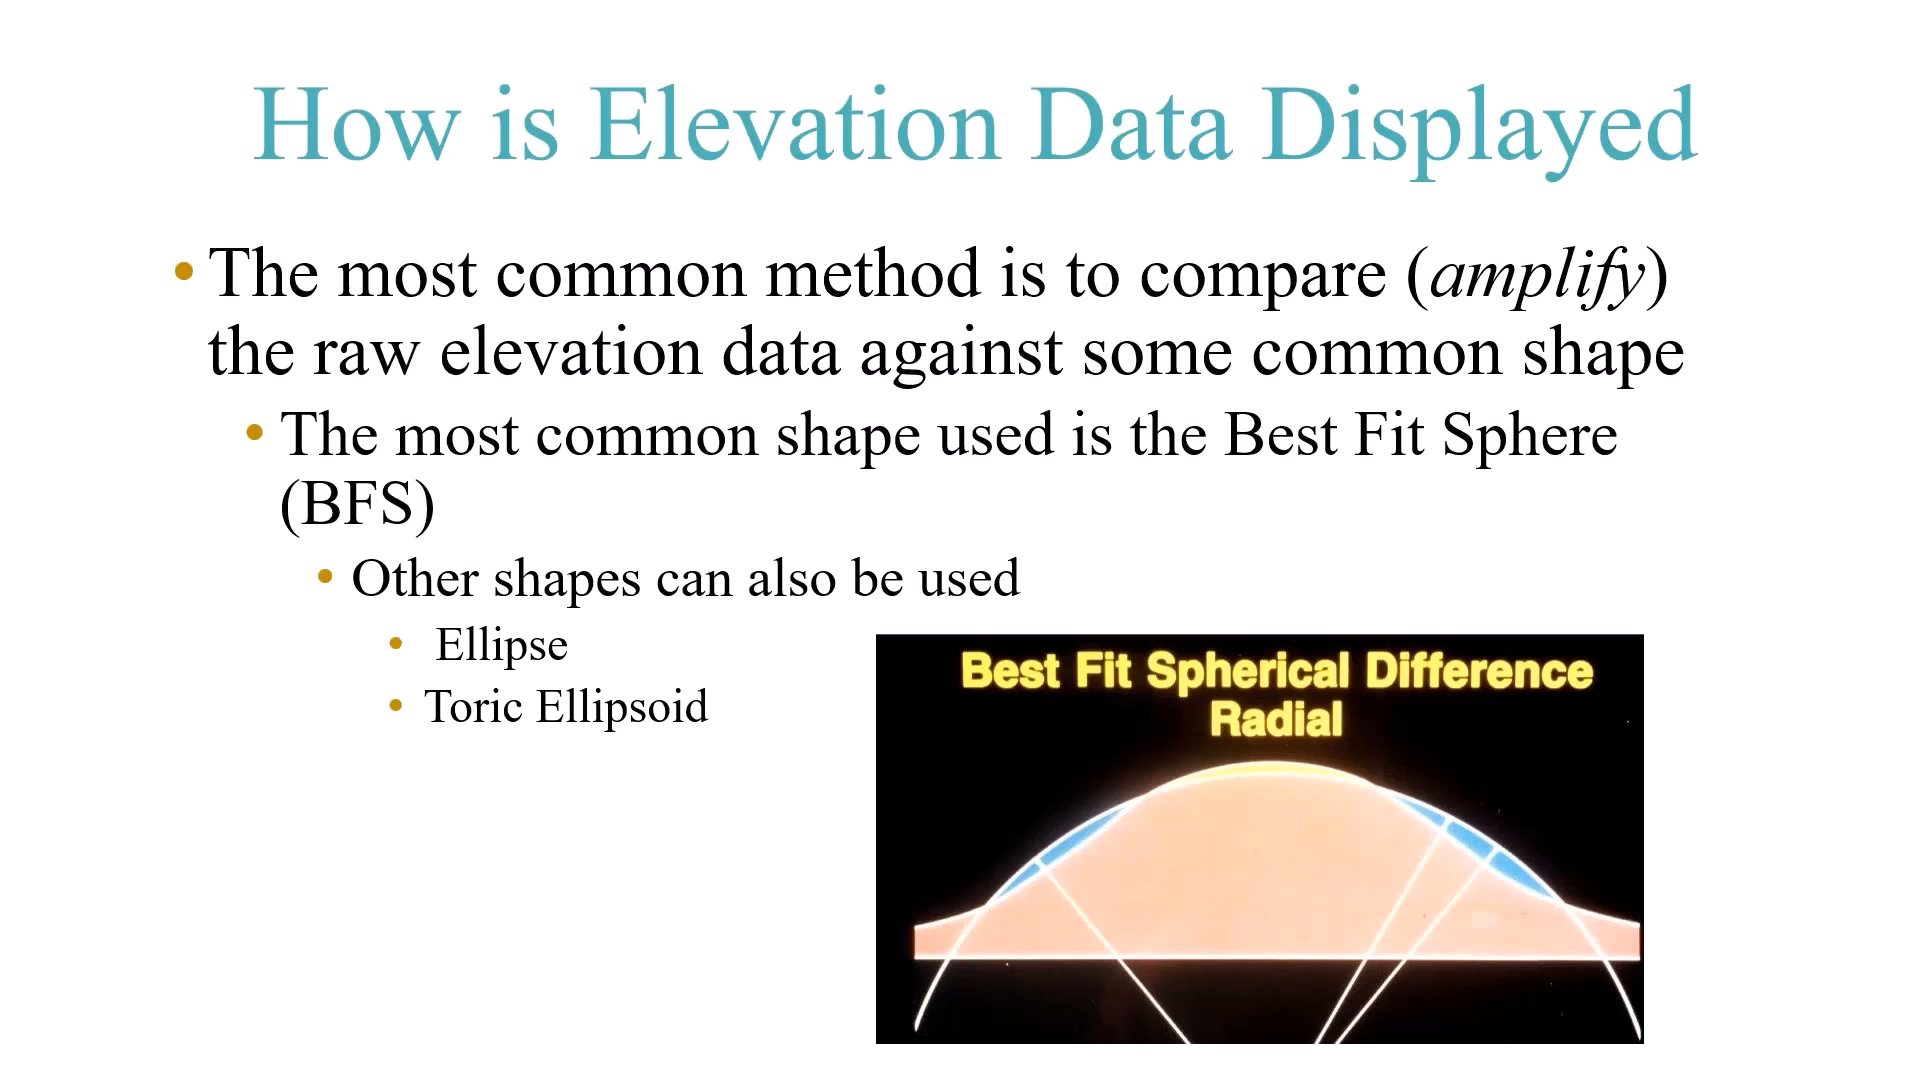 How is Elevation Data Displayed
• The most common method is to compare (amplify)
the raw elevation data against some common shape
• The most common shape used is the Best Fit Sphere
(BFS)
• Other shapes can also be used
• Ellipse
• Toric Ellipsoid
Best Fit Spherical Difference
Radial